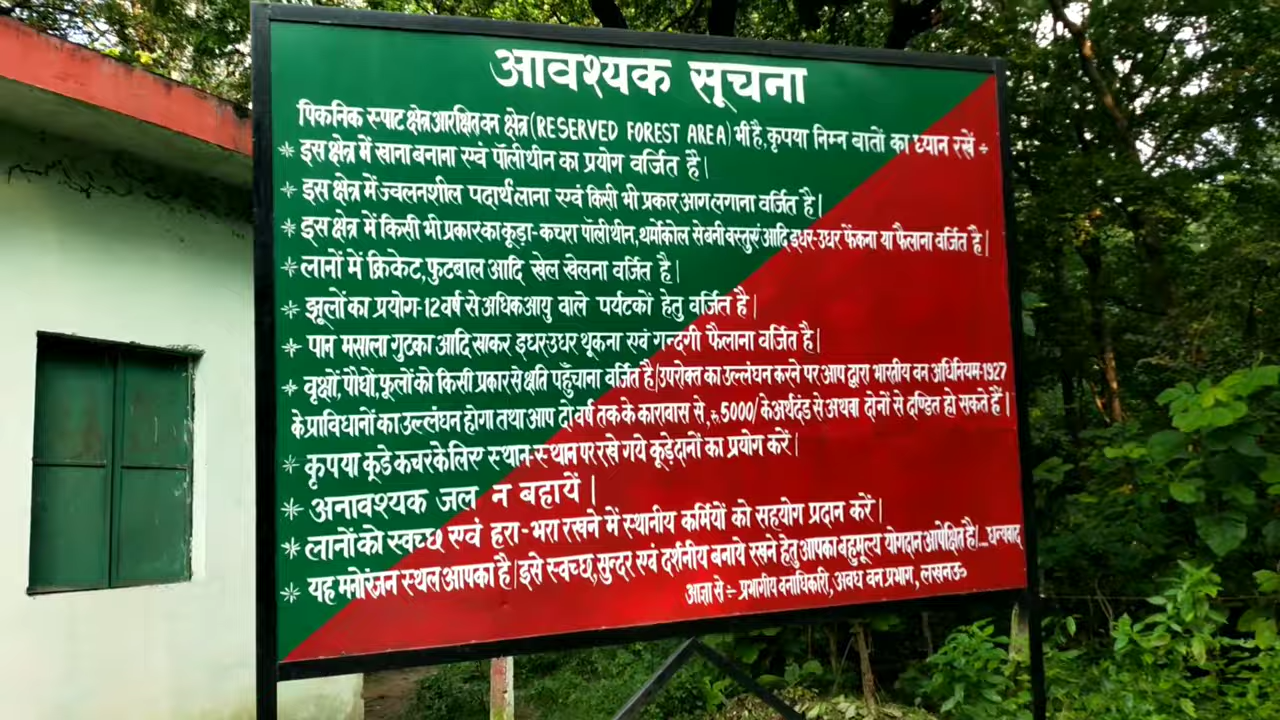 आवश्यक सूचना
पिकनिक स्पाट क्षेत्र आरक्षित वन क्षेत्र (RESERVED FOREST AREA) भी है, कृपया निम्न बातों का ध्यान रखें ÷
* इस क्षेत्र में खाना बनाना एवं पॉलीथीन का प्रयोग वर्जित है।
* इस क्षेत्र में ज्वलनशील पदार्थ लाना एवं किसी भी प्रकार आग लगाना वर्जित है।
* इस क्षेत्र में किसी भी प्रकार का कूड़ा-कचरा पॉलीथीन, थर्मोकोल से बनी वस्तुएं आदि इधर-उधर फेंकना या फैलाना वर्जित है।
* लानों में क्रिकेट, फुटबाल आदि खेल खेलना वर्जित है।
* झूलों का प्रयोग-12 वर्ष से अधिक आयु वाले पर्यटकों हेतु वर्जित है।
* पान मसाला गुटका आदि खाकर इधर-उधर थूकना एवं गन्दगी फैलाना वर्जित है।
* वृक्षों, पौधों, फूलों को किसी प्रकार से क्षति पहुँचाना वर्जित है। उपरोक्त का उल्लंघन करने पर आप द्वारा भारतीय वन अधिनियम-1927
के प्राविधानों का उल्लंघन होगा तथा आप दो वर्ष तक के कारावास से, रु. 5000/ के अर्थदंड से अथवा दोनों से दण्डित हो सकते हैं।
* कृपया कूडे कचरे के लिए स्थान-स्थान पर रखे गये कूड़ेदानों का प्रयोग करें।
* अनावश्यक जल न बहायें।
* लानों को स्वच्छ एवं हरा-भरा रखने में स्थानीय कर्मियों को सहयोग प्रदान करें।
* यह मनोरंजन स्थल आपका है। इसे स्वच्छ, सुन्दर एवं दर्शनीय बनाये रखने हेतु आपका बहुमूल्य योगदान आपेक्षित है।...धन्यवाद
आज्ञा से ÷ प्रभागीय वनाधिकारी, अवध वन प्रभाग, लखनऊ